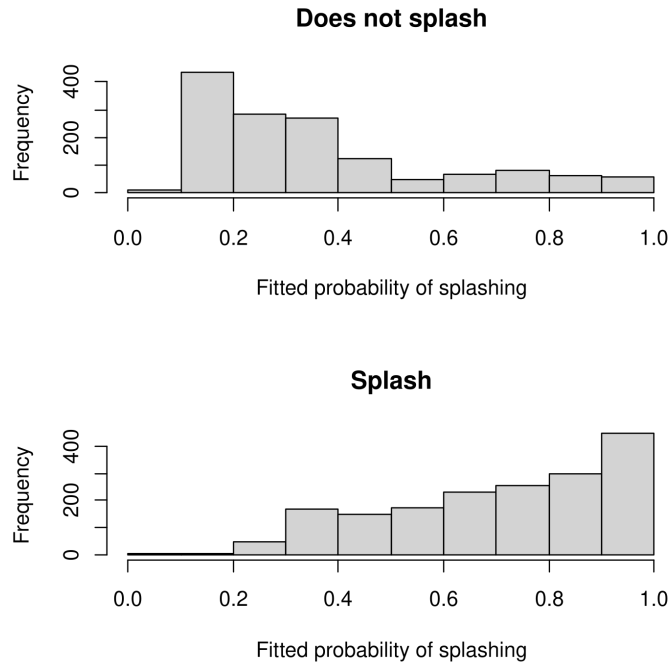 Does not splash
Frequency
0 200 400
0.0 0.2 0.4 0.6 0.8 1.0
Fitted probability of splashing
Splash
Frequency
0 200 400
0.0 0.2 0.4 0.6 0.8 1.0
Fitted probability of splashing